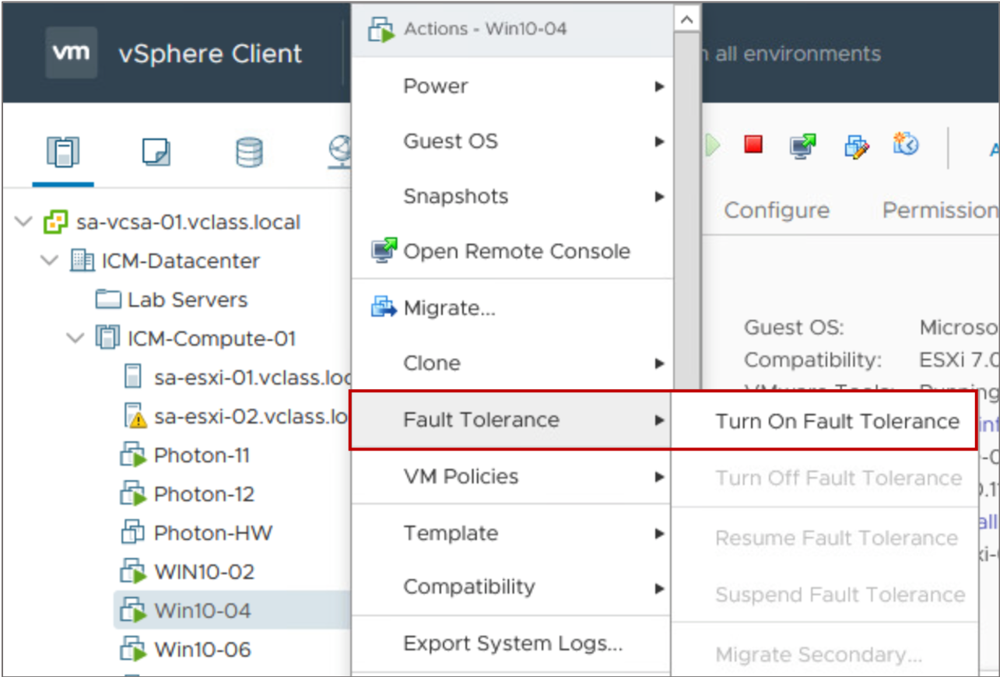 vm vSphere Client
all environments
Actions - Win10-04
Power
Guest OS
Snapshots
Open Remote Console
Migrate...
Clone
Fault Tolerance
VM Policies
Template
Compatibility
Export System Logs...
Turn On Fault Tolerance
Turn Off Fault Tolerance
Resume Fault Tolerance
Suspend Fault Tolerance
Migrate Secondary...
sa-vcsa-01.vclass.local
ICM-Datacenter
Lab Servers
ICM-Compute-01
sa-esxi-01.vclass.loc
sa-esxi-02.vclass.lo
Photon-11
Photon-12
Photon-HW
WIN10-02
Win10-04
Win10-06
Configure Permission
Guest OS: Microso
Compatibility: ESXi 7.0
VMware Tools: Running